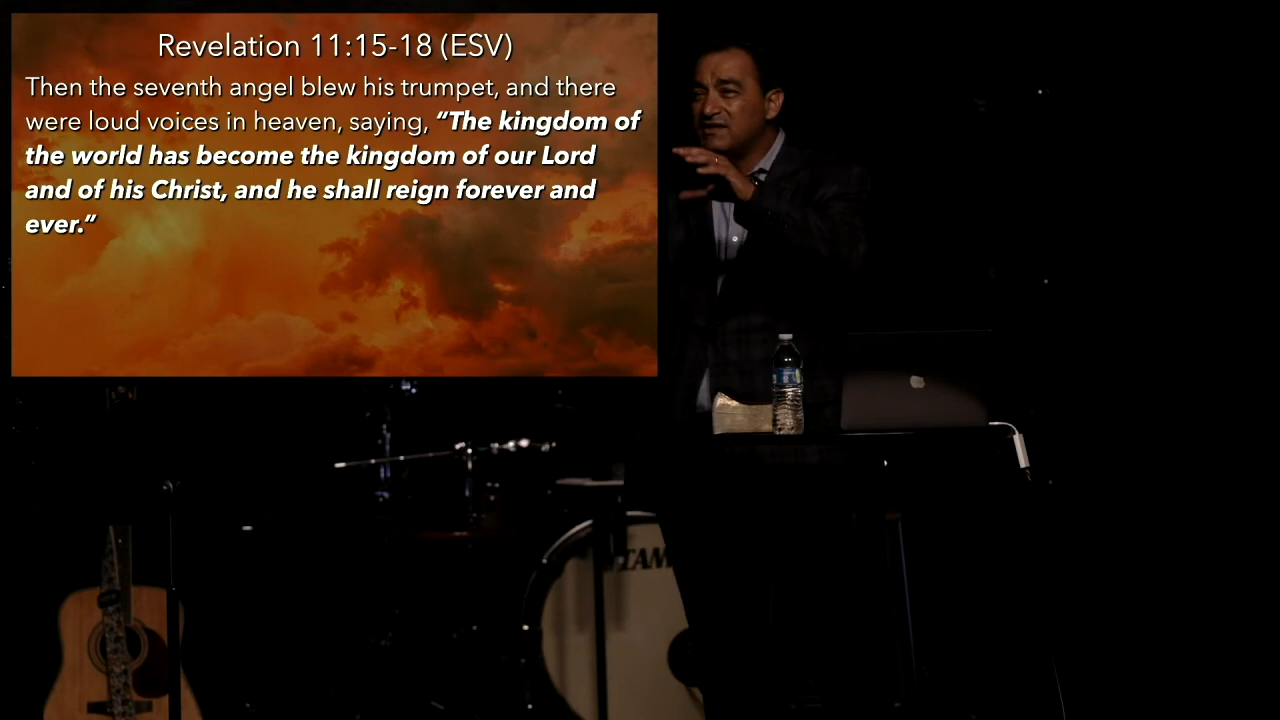 Revelation 11:15-18 (ESV)
Then the seventh angel blew his trumpet, and there
were loud voices in heaven, saying, “The kingdom of
the world has become the kingdom of our Lord
and of his Christ, and he shall reign forever and
ever.”